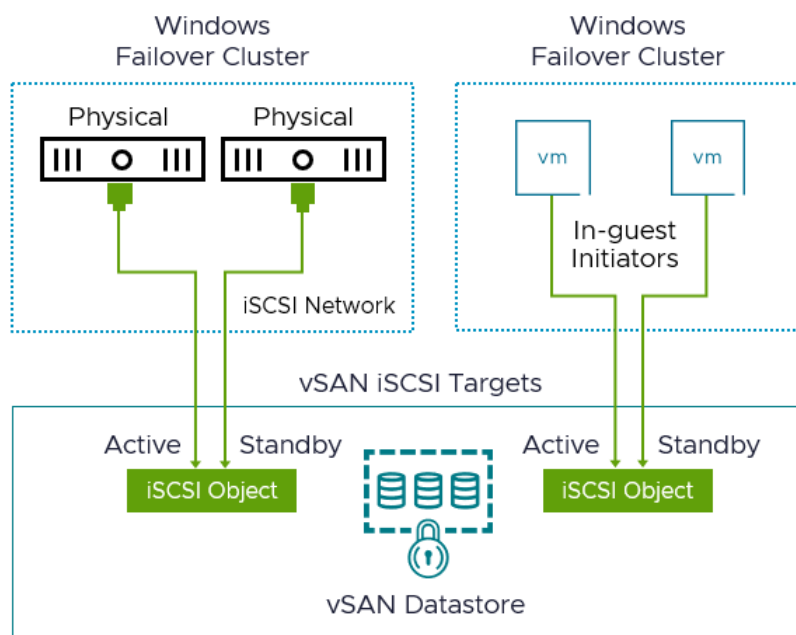 Windows
Failover Cluster
Physical
Physical
iSCSI Network
Windows
Failover Cluster
vm
vm
In-guest
Initiators
vSAN iSCSI Targets
Active
Standby
iSCSI Object
Active
Standby
iSCSI Object
vSAN Datastore